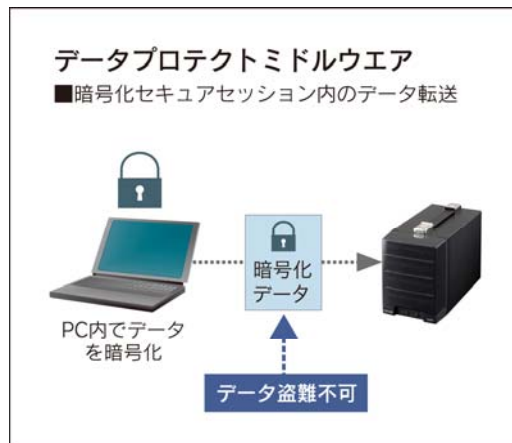 データプロテクトミドルウエア
■暗号化セキュアセッション内のデータ転送
暗号化
データ
PC内でデータ
を暗号化
データ盗難不可